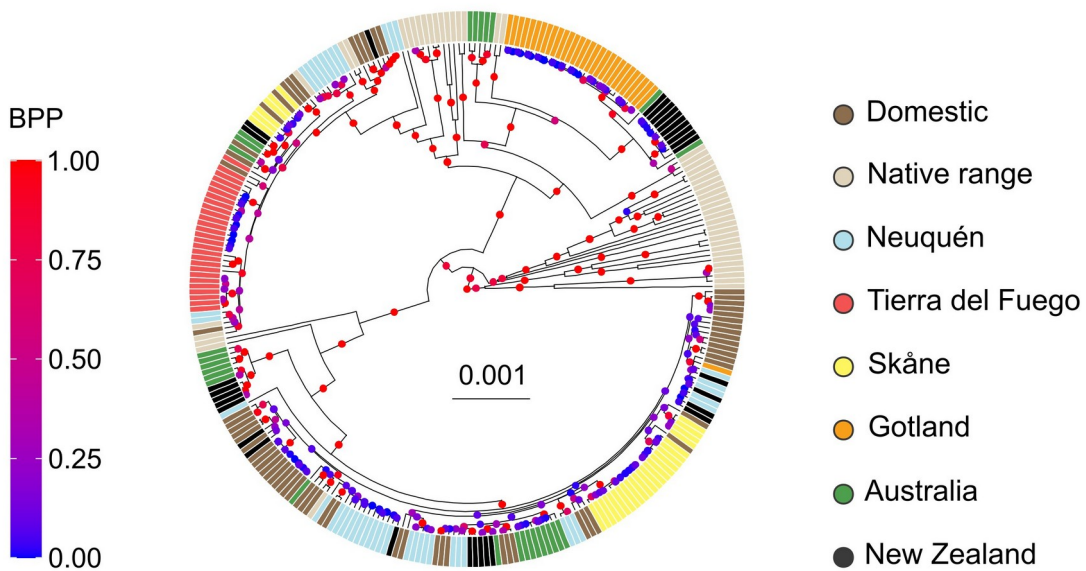 BPP
1.00
0.75
0.50
0.25
0.00
0.001
Domestic
Native range
Neuquén
Tierra del Fuego
Skåne
Gotland
Australia
New Zealand